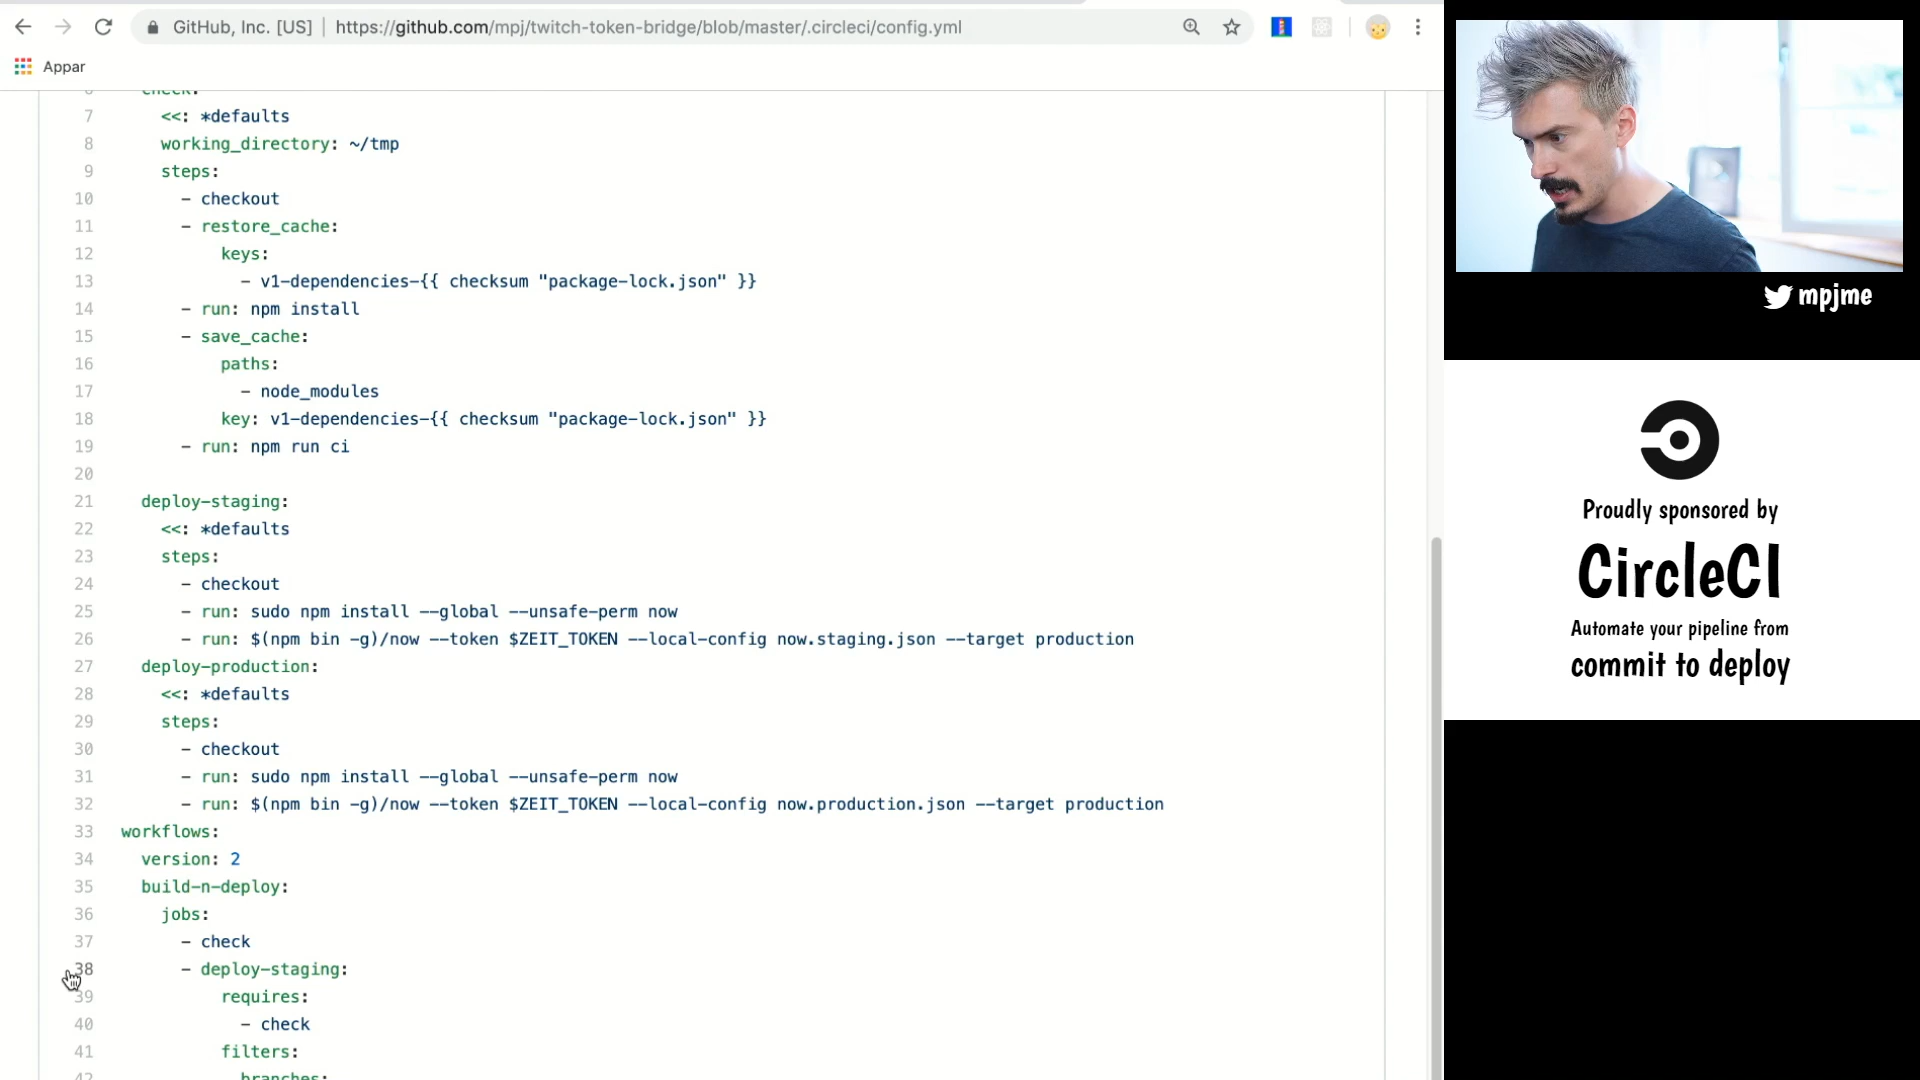 GitHub, Inc. [US] | https://github.com/mpj/twitch-token-bridge/blob/master/.circleci/config.yml
Appar
6 check:
7 <<: *defaults
8 working_directory: ~/tmp
9 steps:
10 - checkout
11 - restore_cache:
12 keys:
13 - v1-dependencies-{{ checksum "package-lock.json" }}
14 - run: npm install
15 - save_cache:
16 paths:
17 - node_modules
18 key: v1-dependencies-{{ checksum "package-lock.json" }}
19 - run: npm run ci
20
21 deploy-staging:
22 <<: *defaults
23 steps:
24 - checkout
25 - run: sudo npm install --global --unsafe-perm now
26 - run: $(npm bin -g)/now --token $ZEIT_TOKEN --local-config now.staging.json --target production
27 deploy-production:
28 <<: *defaults
29 steps:
30 - checkout
31 - run: sudo npm install --global --unsafe-perm now
32 - run: $(npm bin -g)/now --token $ZEIT_TOKEN --local-config now.production.json --target production
33 workflows:
34 version: 2
35 build-n-deploy:
36 jobs:
37 - check
38 - deploy-staging:
39 requires:
40 - check
41 filters:
42 branches:
mpjme
Proudly sponsored by
CircleCI
Automate your pipeline from
commit to deploy